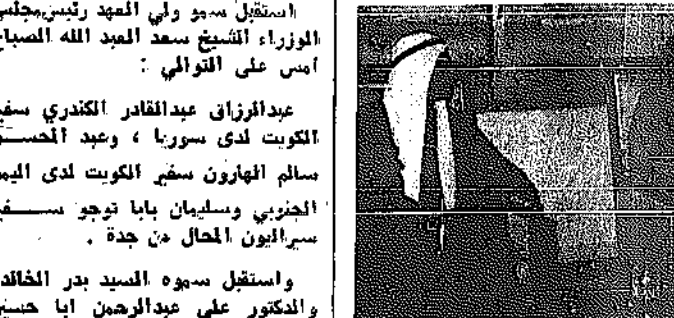 استقبل سمو ولي العهد رئيس مجلس
الوزراء الشيخ سعد العبد الله الصباح
أمس على التوالي :
عبدالرزاق عبدالقادر الكندري سفير
الكويت لدى سوريا ، وعبد المحســن
سالم الهارون سفير الكويت لدى اليمن
الجنوبي وسليمان بابا توجو ســـفير
سيراليون المحال من جدة .
واستقبل سموه السيد بدر الخالد
والدكتور علي عبدالرحمن ابا حسين